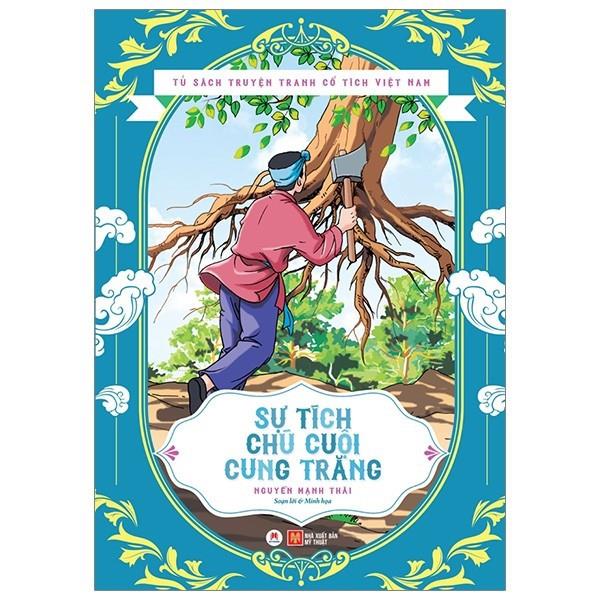 TỦ SÁCH TRUYỆN TRANH CỔ TÍCH VIỆT NAM
SỰ TÍCH
CHÚ CUỘI
CUNG TRĂNG
NGUYỄN MẠNH THÁI
Soạn lời & Minh họa
NHÀ XUẤT BẢN
MỸ THUẬT